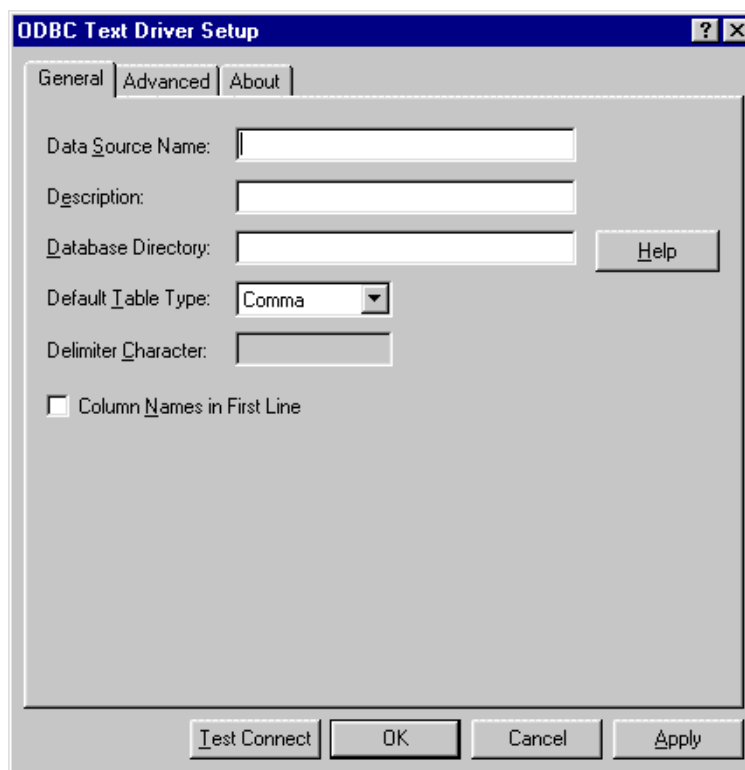 ODBC Text Driver Setup
General Advanced About
Data Source Name:
Description:
Database Directory:
Help
Default Table Type: Comma
Delimiter Character:
Column Names in First Line
Test Connect OK Cancel Apply